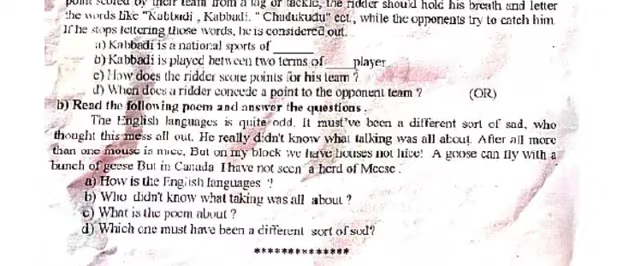 point scored by their team from a tag or tackle, the ridder should hold his breath and letter
the words like "Kabbadi , Kabbadi. " Chudukudu" ect., while the opponents try to catch him
If he stops lettering those words, he is considered out.
a) Kabbadi is a national sports of ______
b) Kabbadi is played between two terms of ____player
c) How does the ridder score points for his team ?
d) When does a ridder concede a point to the opponent team ? (OR)
b) Read the following poem and answer the questions .
The English languages is quite odd. It must've been a different sort of sad, who
thought this mess all out. He really didn't know what talking was all about. After all more
than one mouse is mice, But on my block we have houses not hice! A goose can fly with a
bunch of geese But in Canada I have not seen a herd of Meese .
a) How is the English languages ?
b) Who didn't know what taking was all about ?
c) What is the poem about ?
d) Which one must have been a different sort of sod?
****************